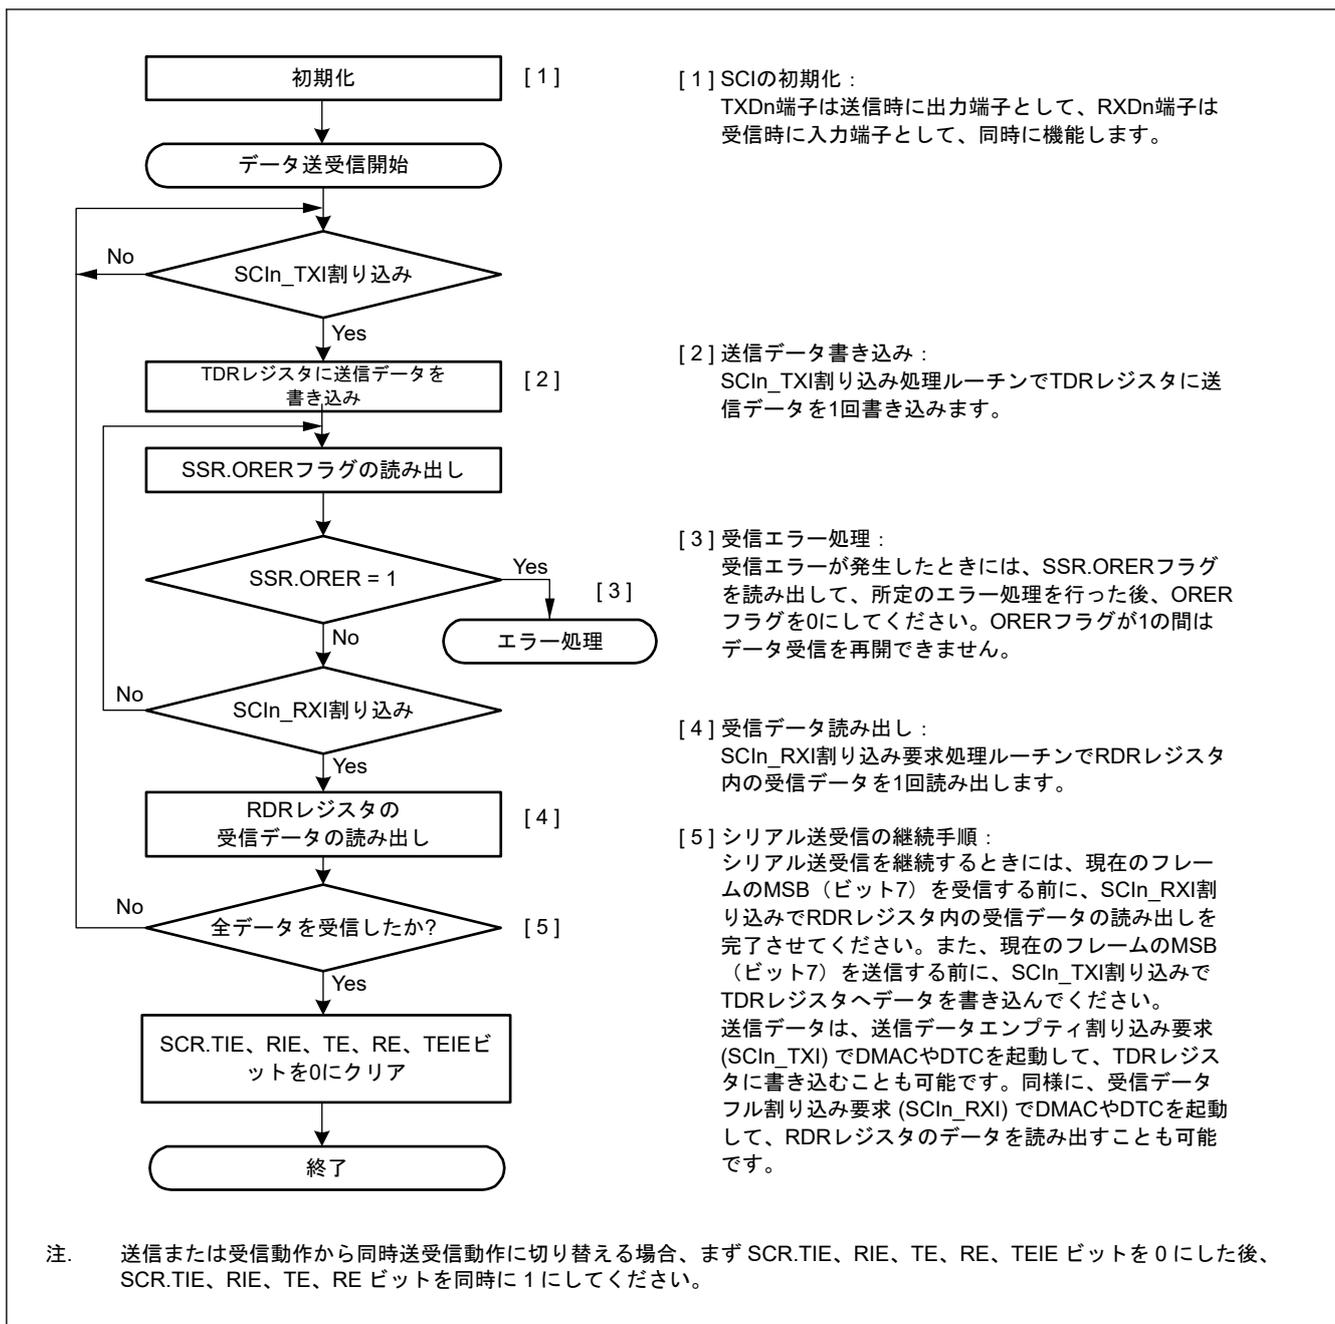 初期化
[ 1 ]
データ送受信開始
No
SCIn_TXI割り込み
Yes
TDRレジスタに送信データを
書き込み
[ 2 ]
SSR.ORERフラグの読み出し
SSR.ORER = 1
Yes
[ 3 ]
エラー処理
No
No
SCIn_RXI割り込み
Yes
RDRレジスタの
受信データの読み出し
[ 4 ]
No
全データを受信したか?
[ 5 ]
Yes
SCR.TIE、RIE、TE、RE、TEIEビ
ットを0にクリア
終了
[ 1 ] SCIの初期化：
TXDn端子は送信時に出力端子として、RXDn端子は
受信時に入力端子として、同時に機能します。
[ 2 ] 送信データ書き込み：
SCIn_TXI割り込み処理ルーチンでTDRレジスタに送
信データを1回書き込みます。
[ 3 ] 受信エラー処理：
受信エラーが発生したときには、SSR.ORERフラグ
を読み出して、所定のエラー処理を行った後、ORER
フラグを0にしてください。ORERフラグが1の間は
データ受信を再開できません。
[ 4 ] 受信データ読み出し：
SCIn_RXI割り込み要求処理ルーチンでRDRレジスタ
内の受信データを1回読み出します。
[ 5 ] シリアル送受信の継続手順：
シリアル送受信を継続するときには、現在のフレー
ムのMSB（ビット7）を受信する前に、SCIn_RXI割
り込みでRDRレジスタ内の受信データの読み出しを
完了させてください。また、現在のフレームのMSB
（ビット7）を送信する前に、SCIn_TXI割り込みで
TDRレジスタへデータを書き込んでください。
送信データは、送信データエンプティ割り込み要求
(SCIn_TXI) でDMACやDTCを起動して、TDRレジス
タに書き込むことも可能です。同様に、受信データ
フル割り込み要求 (SCIn_RXI) でDMACやDTCを起動
して、RDRレジスタのデータを読み出すことも可能
です。
注. 送信または受信動作から同時送受信動作に切り替える場合、まず SCR.TIE、RIE、TE、RE、TEIE ビットを 0 にした後、
SCR.TIE、RIE、TE、RE ビットを同時に 1 にしてください。